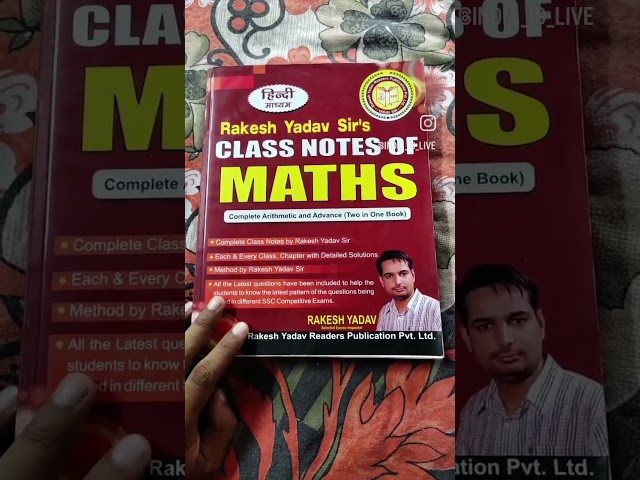 हिन्दी
माध्यम
Rakesh Yadav Sir's
CLASS NOTES OF
MATHS
Complete Arithmetic and Advance (Two in One Book)
Complete Class Notes by Rakesh Yadav Sir
Each & Every Class, Chapter with Detailed Solutions
Method by Rakesh Yadav Sir
All the Latest questions have been included to help the
students to know the latest pattern of the questions being
in different SSC Competitive Exams.
RAKESH YADAV
Selected Excise Inspector
Rakesh Yadav Readers Publication Pvt. Ltd.